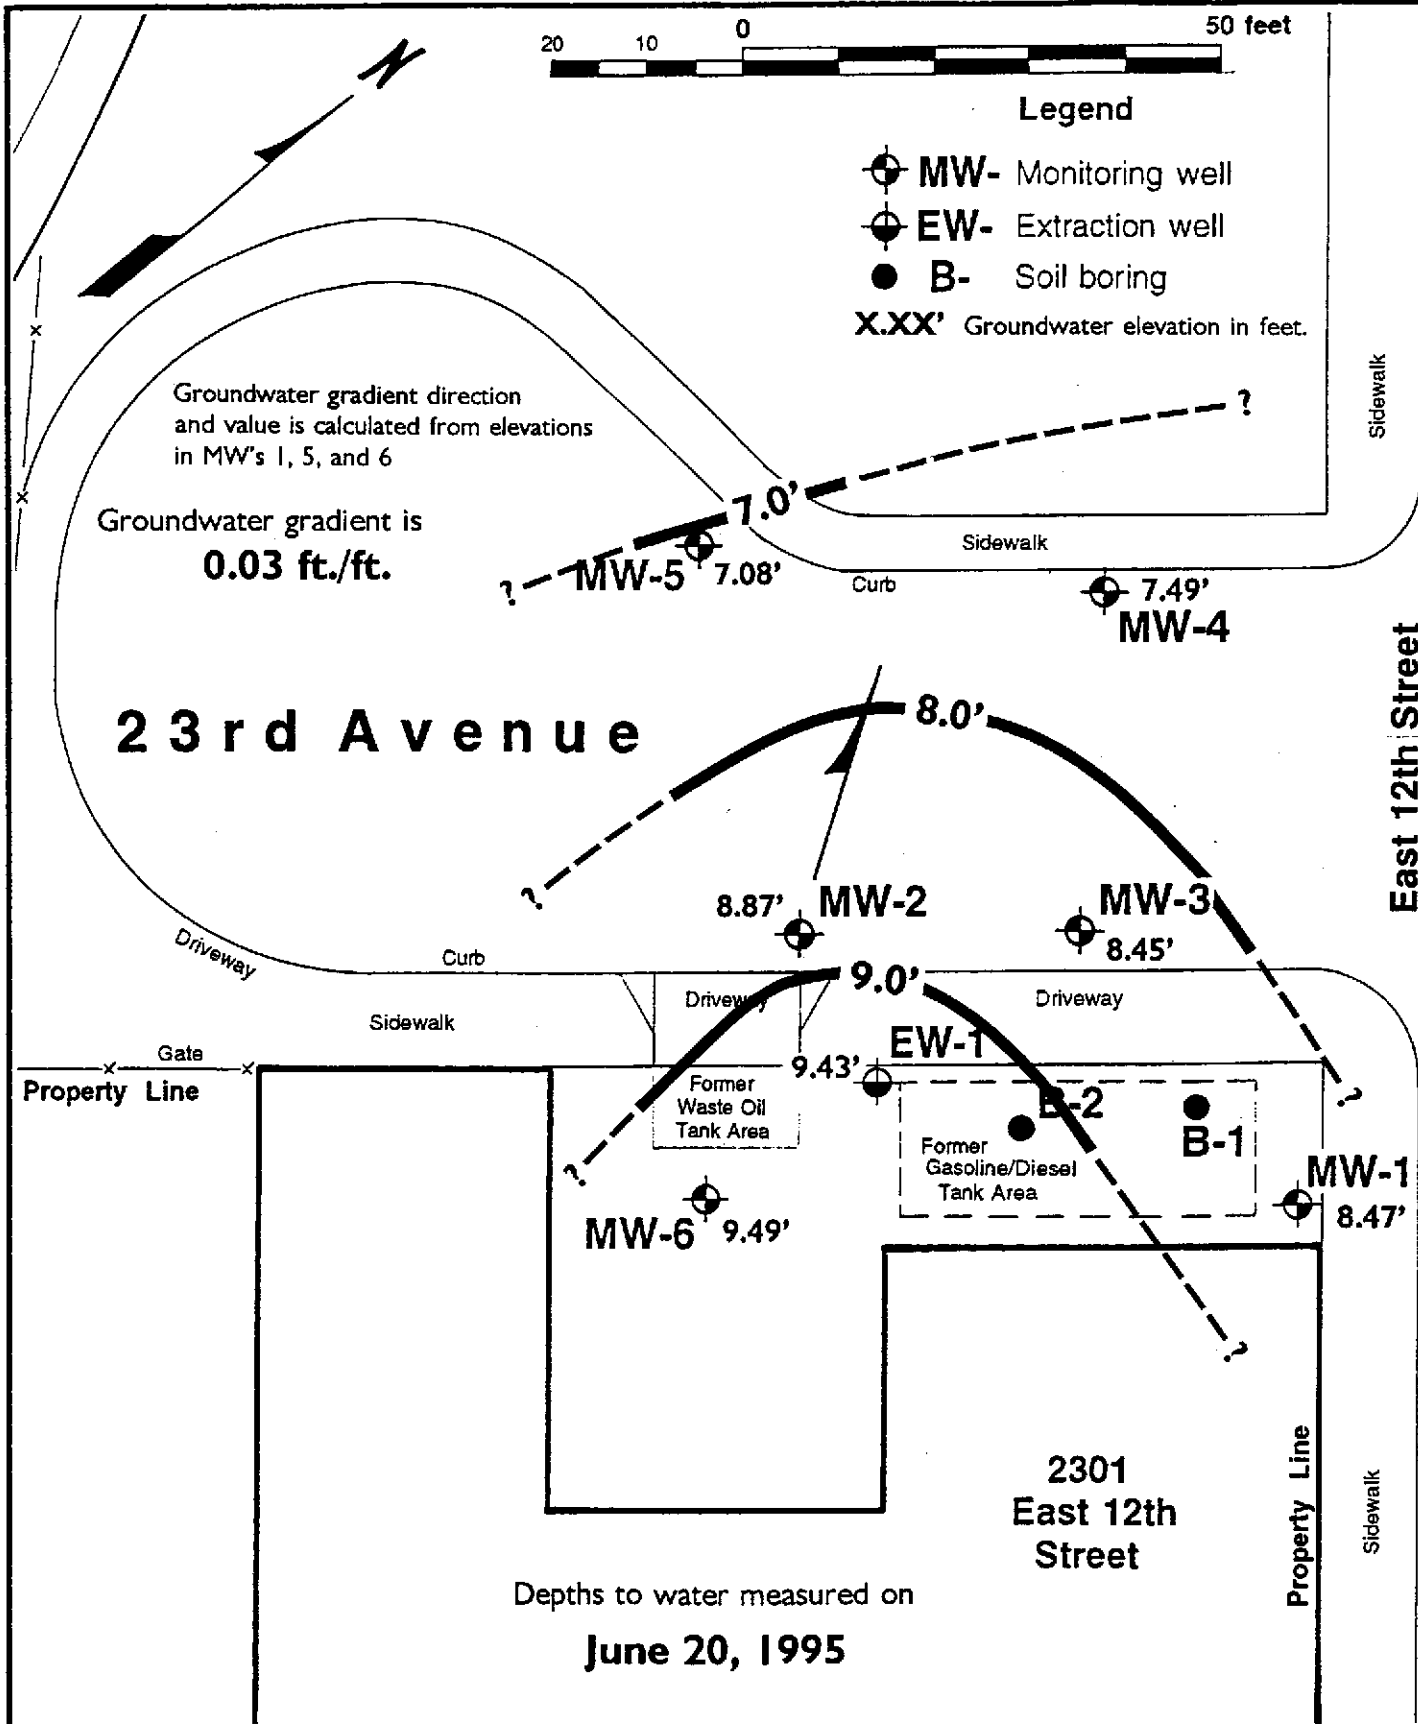 N
20 10 0 50 feet
Legend
MW- Monitoring well
EW- Extraction well
B- Soil boring
X.XX' Groundwater elevation in feet.
Sidewalk
Groundwater gradient direction
and value is calculated from elevations
in MW's 1, 5, and 6
Groundwater gradient is
0.03 ft./ft.
?
7.0'
Sidewalk
?
MW-5 7.08'
Curb
7.49'
MW-4
East 12th Street
23rd Avenue
8.0'
?
8.87' MW-2
MW-3
8.45'
Driveway
Curb
9.0'
Driveway
Driveway
Sidewalk
EW-1
Gate
9.43'
Property Line
Former
Waste Oil
Tank Area
B-2
B-1
?
Former
Gasoline/Diesel
Tank Area
?
MW-1
8.47'
MW-6 9.49'
?
2301
East 12th
Street
Property Line
Sidewalk
Depths to water measured on
June 20, 1995